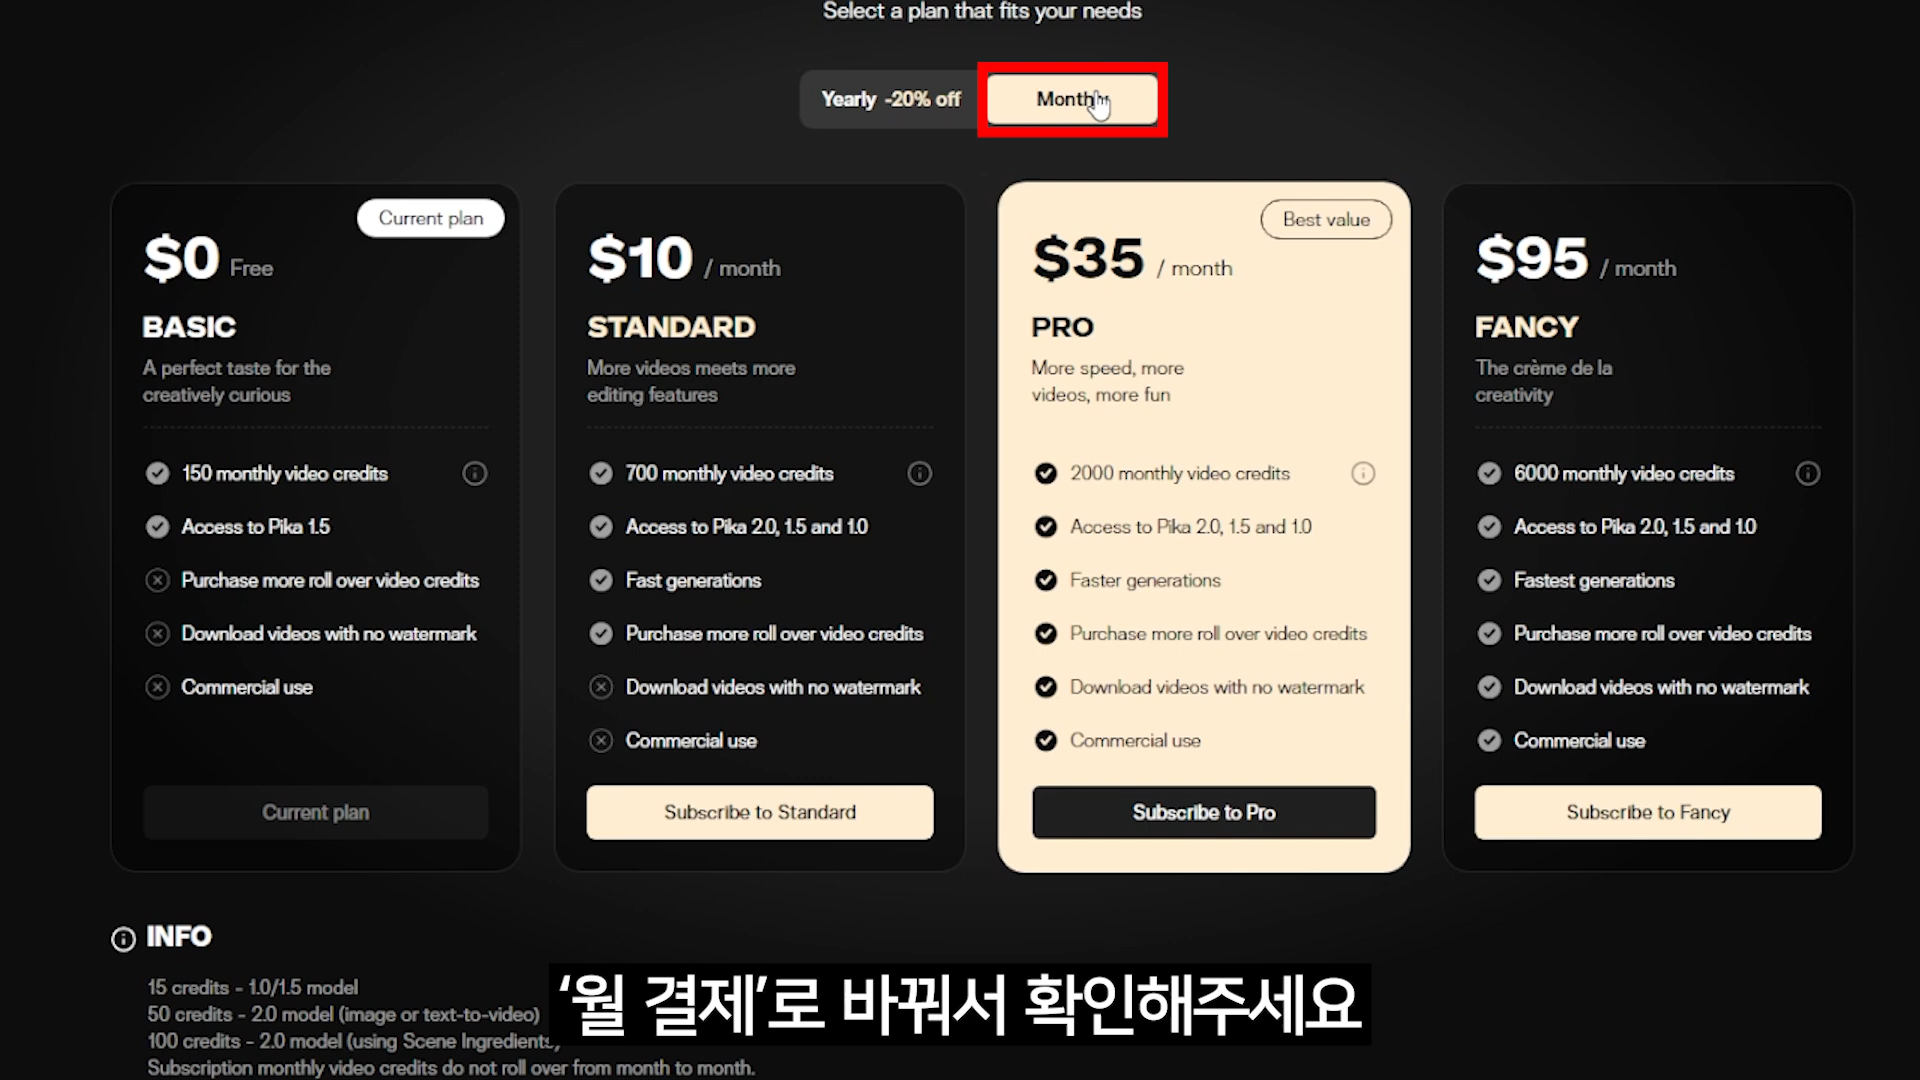 Select a plan that fits your needs
Yearly -20% off
Monthly
Current plan
$0 Free
BASIC
A perfect taste for the
creatively curious
150 monthly video credits
Access to Pika 1.5
Purchase more roll over video credits
Download videos with no watermark
Commercial use
Current plan
$10 / month
STANDARD
More videos meets more
editing features
700 monthly video credits
Access to Pika 2.0, 1.5 and 1.0
Fast generations
Purchase more roll over video credits
Download videos with no watermark
Commercial use
Subscribe to Standard
Best value
$35 / month
PRO
More speed, more
videos, more fun
2000 monthly video credits
Access to Pika 2.0, 1.5 and 1.0
Faster generations
Purchase more roll over video credits
Download videos with no watermark
Commercial use
Subscribe to Pro
$95 / month
FANCY
The crème de la
creativity
6000 monthly video credits
Access to Pika 2.0, 1.5 and 1.0
Fastest generations
Purchase more roll over video credits
Download videos with no watermark
Commercial use
Subscribe to Fancy
INFO
15 credits - 1.0/1.5 model
50 credits - 2.0 model (image or text-to-video)
100 credits - 2.0 model (using Scene Ingredients)
Subscription monthly video credits do not roll over from month to month.
‘월 결제’로 바꿔서 확인해주세요